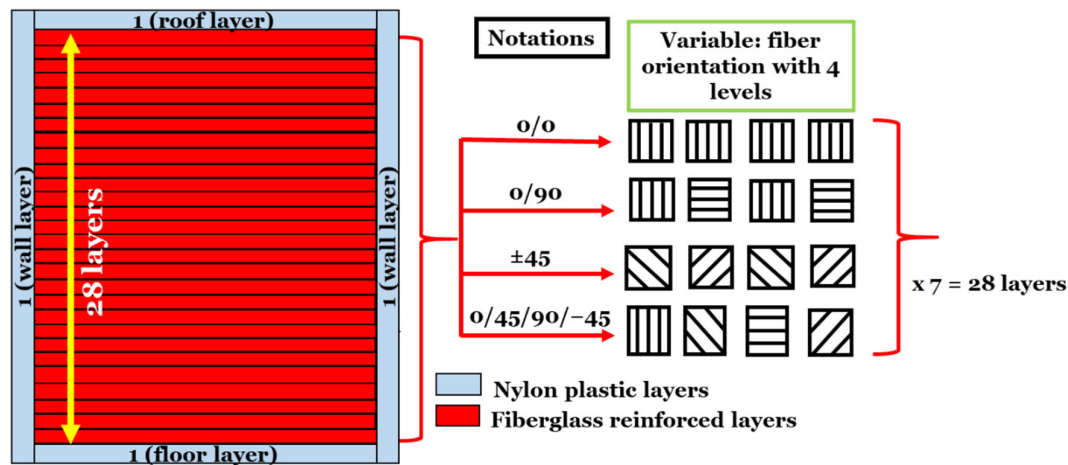 1 (roof layer)
1 (wall layer)
28 layers
1 (wall layer)
1 (floor layer)
Notations
Variable: fiber
orientation with 4
levels
0/0
0/90
±45
0/45/90/−45
x 7 = 28 layers
Nylon plastic layers
Fiberglass reinforced layers